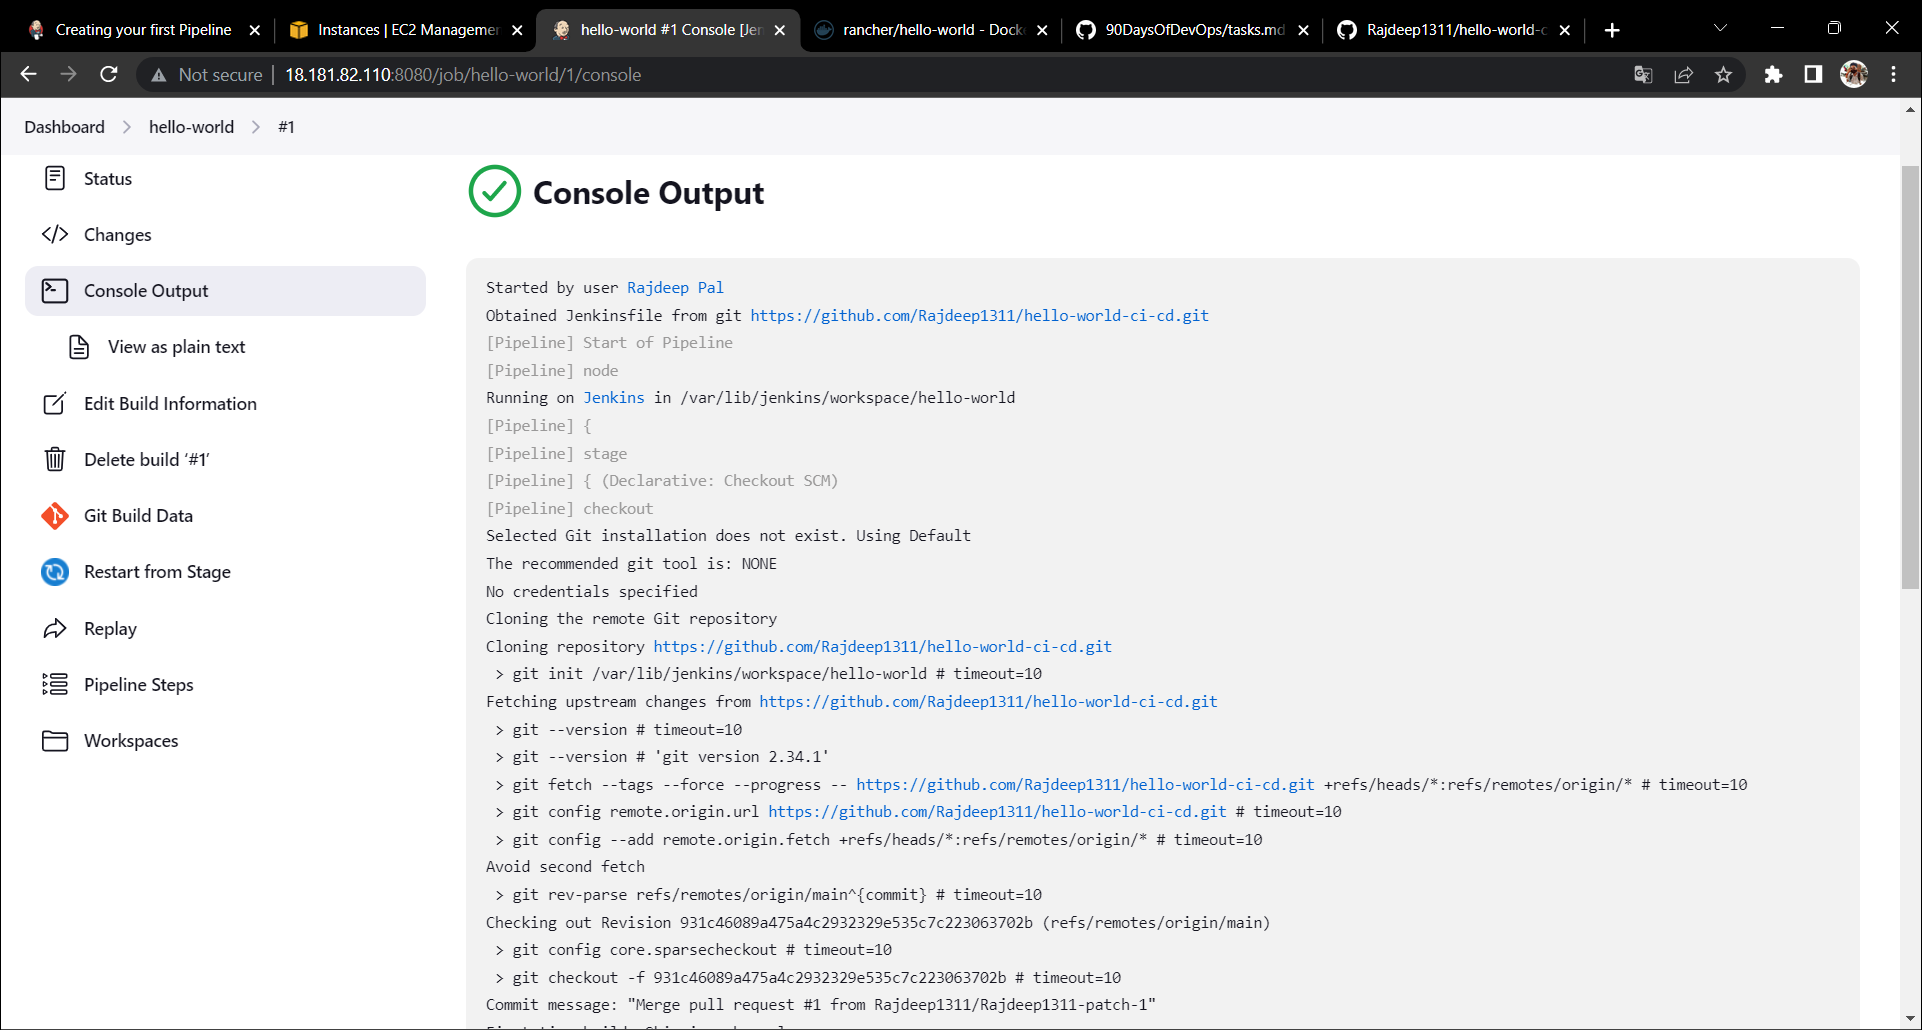 Creating your first Pipeline
Instances | EC2 Managemen
hello-world #1 Console [Jen
rancher/hello-world - Dock
90DaysOfDevOps/tasks.md
Rajdeep1311/hello-world-c
Not secure | 18.181.82.110:8080/job/hello-world/1/console
Dashboard > hello-world > #1
Status
Changes
Console Output
View as plain text
Edit Build Information
Delete build ‘#1’
Git Build Data
Restart from Stage
Replay
Pipeline Steps
Workspaces
Console Output
Started by user Rajdeep Pal
Obtained Jenkinsfile from git https://github.com/Rajdeep1311/hello-world-ci-cd.git
[Pipeline] Start of Pipeline
[Pipeline] node
Running on Jenkins in /var/lib/jenkins/workspace/hello-world
[Pipeline] {
[Pipeline] stage
[Pipeline] { (Declarative: Checkout SCM)
[Pipeline] checkout
Selected Git installation does not exist. Using Default
The recommended git tool is: NONE
No credentials specified
Cloning the remote Git repository
Cloning repository https://github.com/Rajdeep1311/hello-world-ci-cd.git
> git init /var/lib/jenkins/workspace/hello-world # timeout=10
Fetching upstream changes from https://github.com/Rajdeep1311/hello-world-ci-cd.git
> git --version # timeout=10
> git --version # 'git version 2.34.1'
> git fetch --tags --force --progress -- https://github.com/Rajdeep1311/hello-world-ci-cd.git +refs/heads/*:refs/remotes/origin/* # timeout=10
> git config remote.origin.url https://github.com/Rajdeep1311/hello-world-ci-cd.git # timeout=10
> git config --add remote.origin.fetch +refs/heads/*:refs/remotes/origin/* # timeout=10
Avoid second fetch
> git rev-parse refs/remotes/origin/main^{commit} # timeout=10
Checking out Revision 931c46089a475a4c2932329e535c7c223063702b (refs/remotes/origin/main)
> git config core.sparsecheckout # timeout=10
> git checkout -f 931c46089a475a4c2932329e535c7c223063702b # timeout=10
Commit message: "Merge pull request #1 from Rajdeep1311/Rajdeep1311-patch-1"